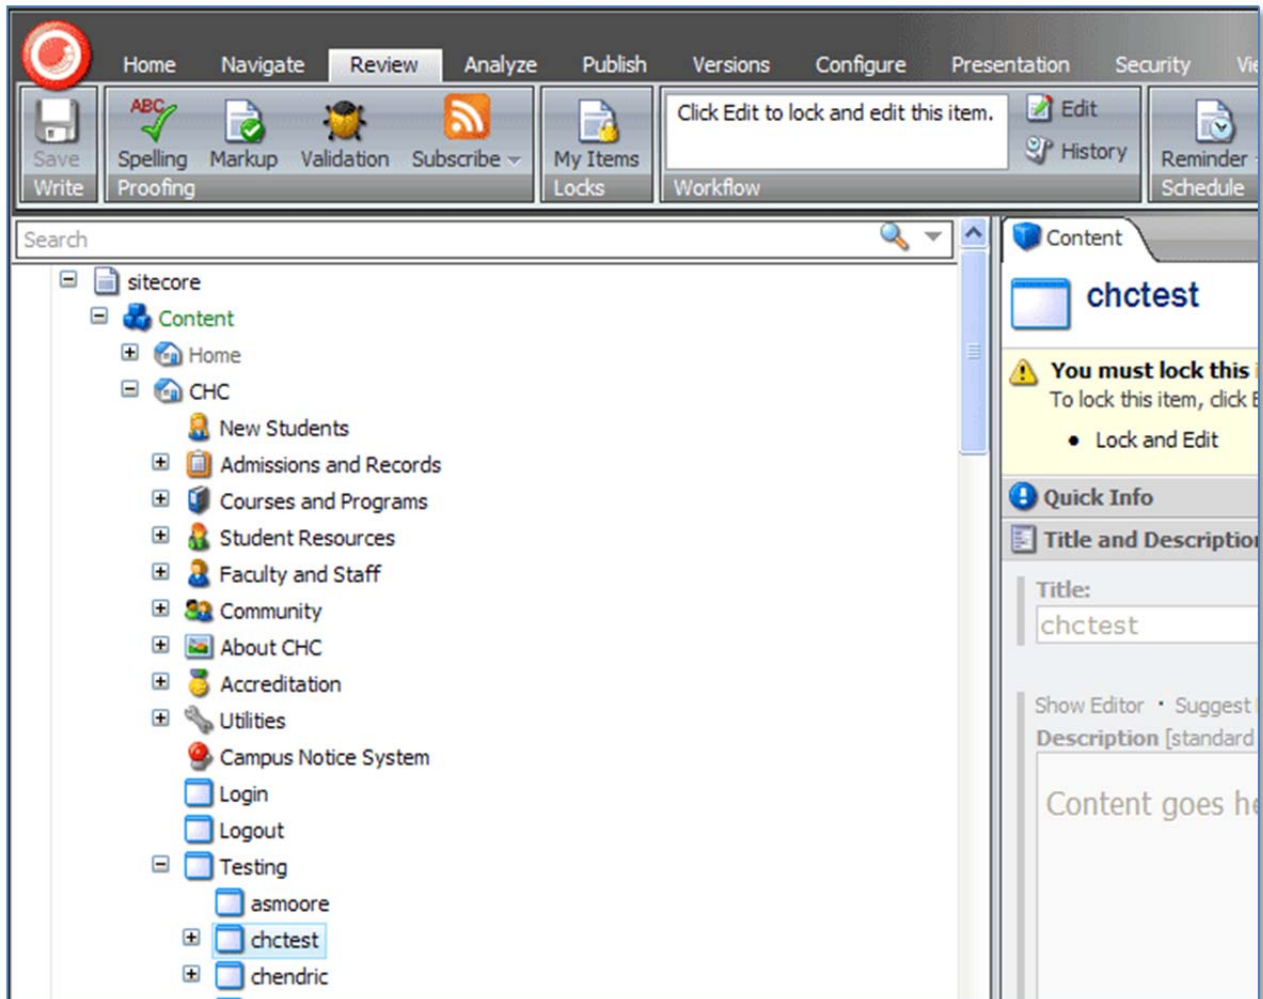 Home Navigate Review Analyze Publish Versions Configure Presentation Security
Save
Write
ABC
Spelling Markup Validation Subscribe
Proofing
My Items
Locks
Click Edit to lock and edit this item.
Edit
History
Workflow
Reminder
Schedule
Search
sitecore
Content
Home
CHC
New Students
Admissions and Records
Courses and Programs
Student Resources
Faculty and Staff
Community
About CHC
Accreditation
Utilities
Campus Notice System
Login
Logout
Testing
asmoore
chctest
chendric
Content
chctest
You must lock this
To lock this item, click
• Lock and Edit
Quick Info
Title and Description
Title:
chctest
Show Editor · Suggest
Description [standard
Content goes